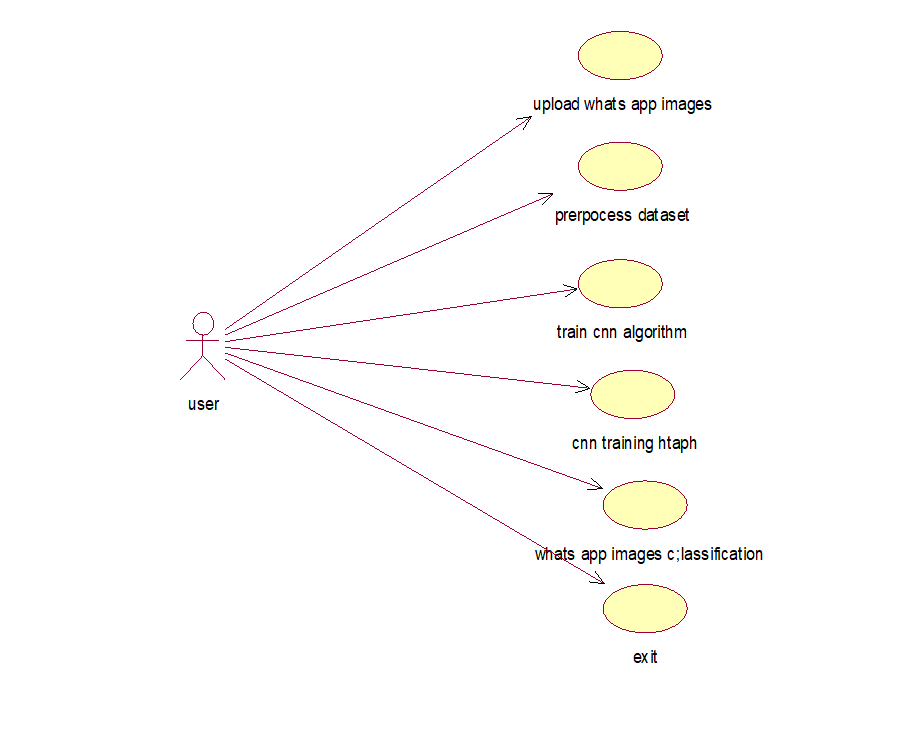 upload whats app images
prerpocess dataset
train cnn algorithm
user
cnn training htaph
whats app images c;lassification
exit